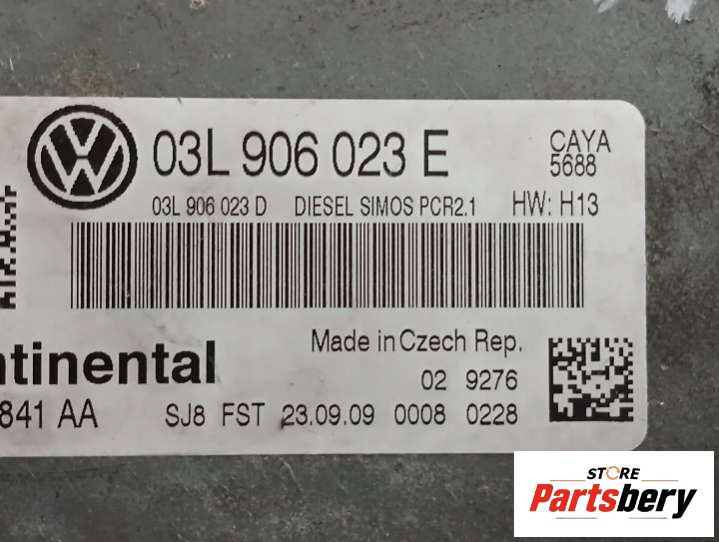 03L 906 023 E
CAYA
5688
03L 906 023 D DIESEL SIMOS PCR2.1 HW: H13
Made in Czech Rep.
ntinental
02 9276
841 AA SJ8 FST 23.09.09 0008 0228
STORE
Partsbery